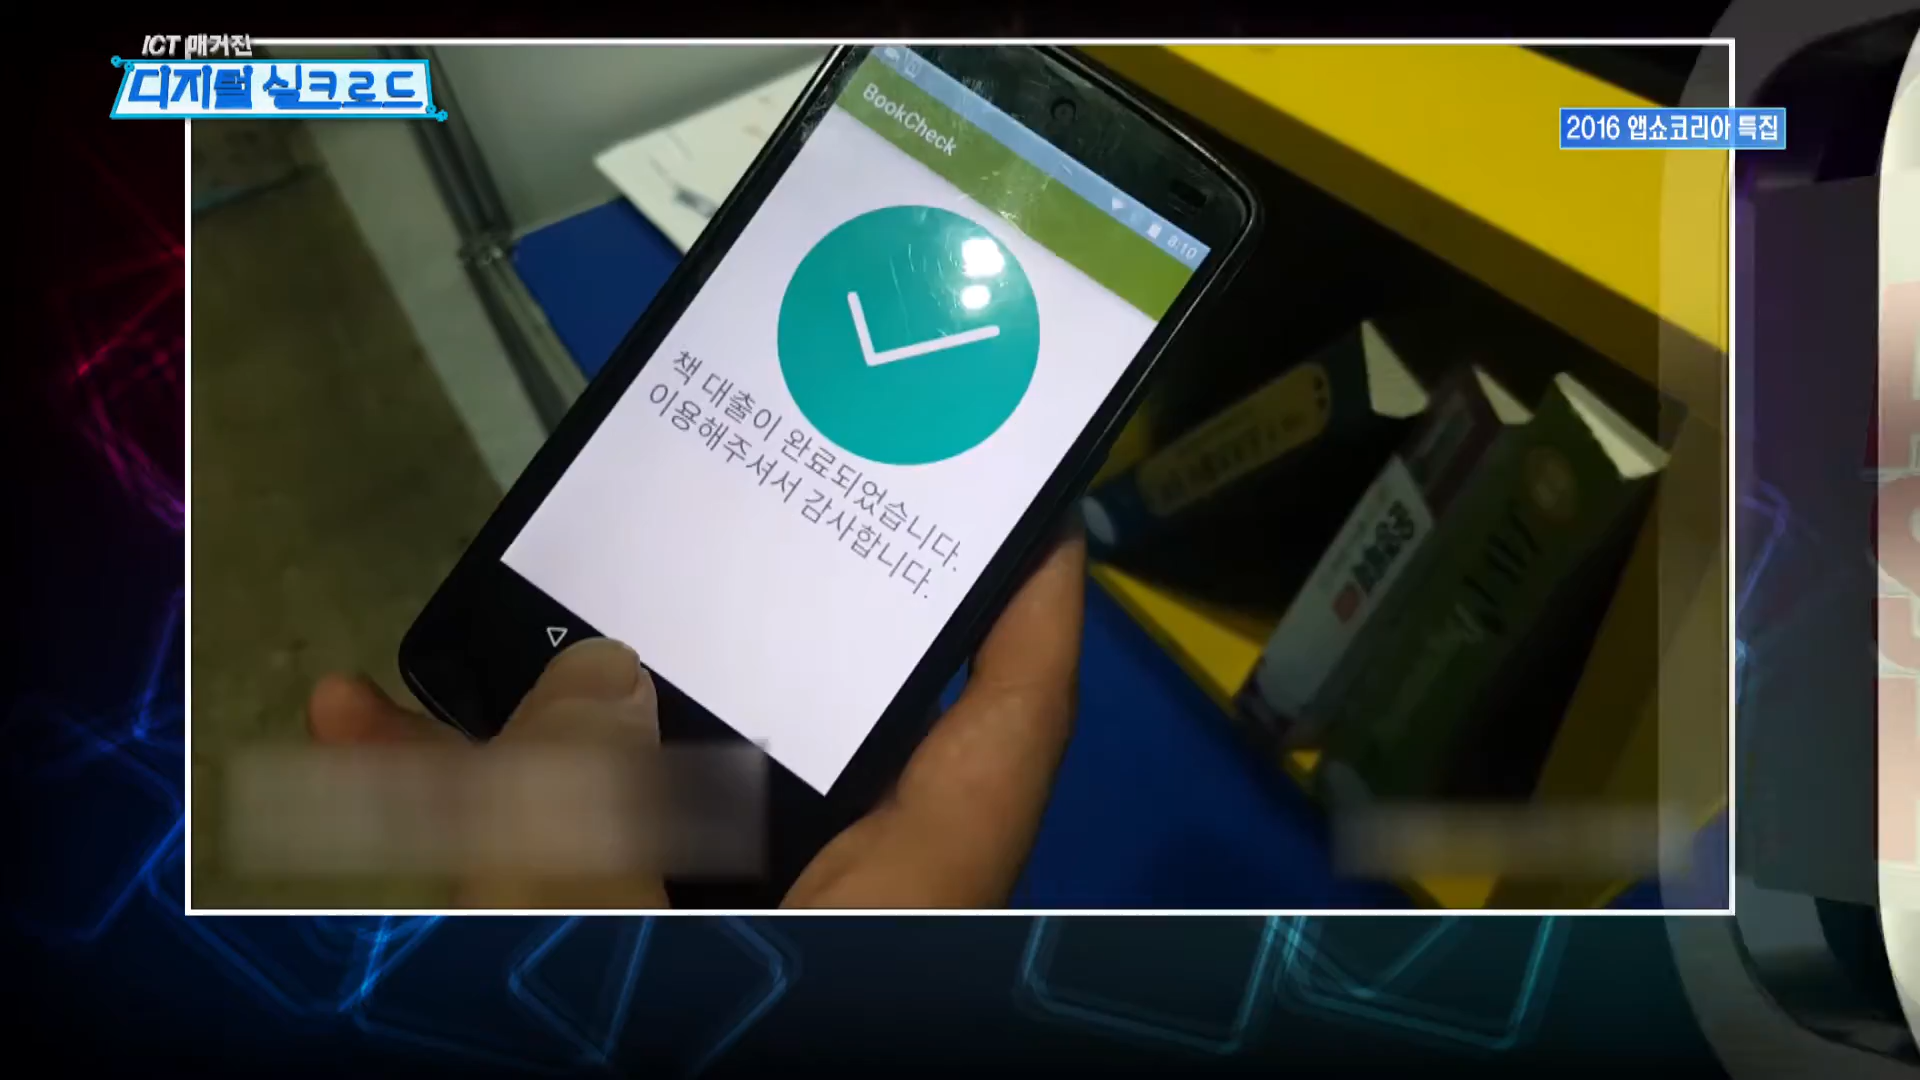 ICT 매거진
디지털 실크로드
2016 앱쇼코리아 특집
BookCheck
8:10
책 대출이 완료되었습니다.
이용해주셔서 감사합니다.